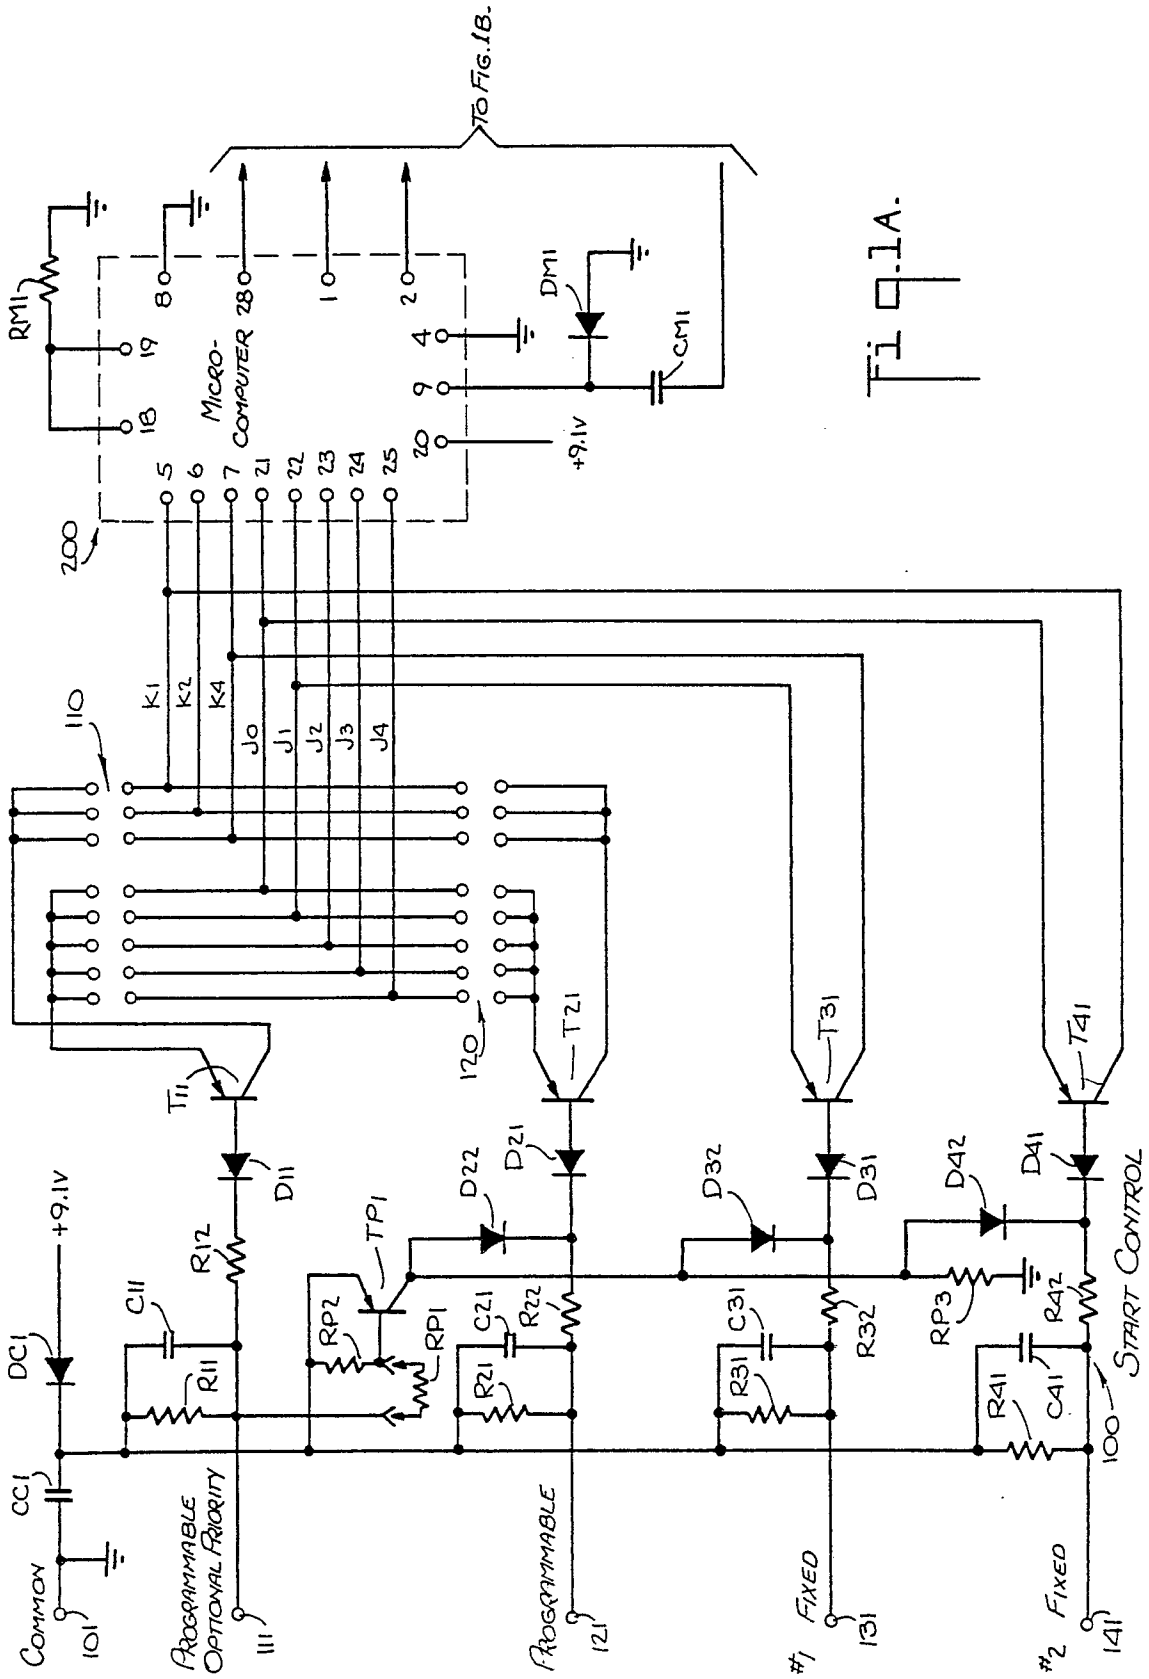 COMMON
101
CC1
DC1
+9.1V
PROGRAMMABLE
OPTIONAL PRIORITY
111
R11
C11
R12
D11
T11
110
RP2
RP1
TP1
PROGRAMMABLE
121
R21
C21
R22
D22
D21
T21
120
#1 FIXED
131
R31
C31
R32
D32
D31
T31
#2 FIXED
141
R41
C41
100
R42
RP3
D42
D41
T41
START CONTROL
K1
K2
K4
J0
J1
J2
J3
J4
200
MICRO-
COMPUTER
5
6
7
21
22
23
24
25
18
19
RM1
8
28
1
2
4
9
20
+9.1V
DM1
CM1
TO FIG. 1B.
Fig. 1A.